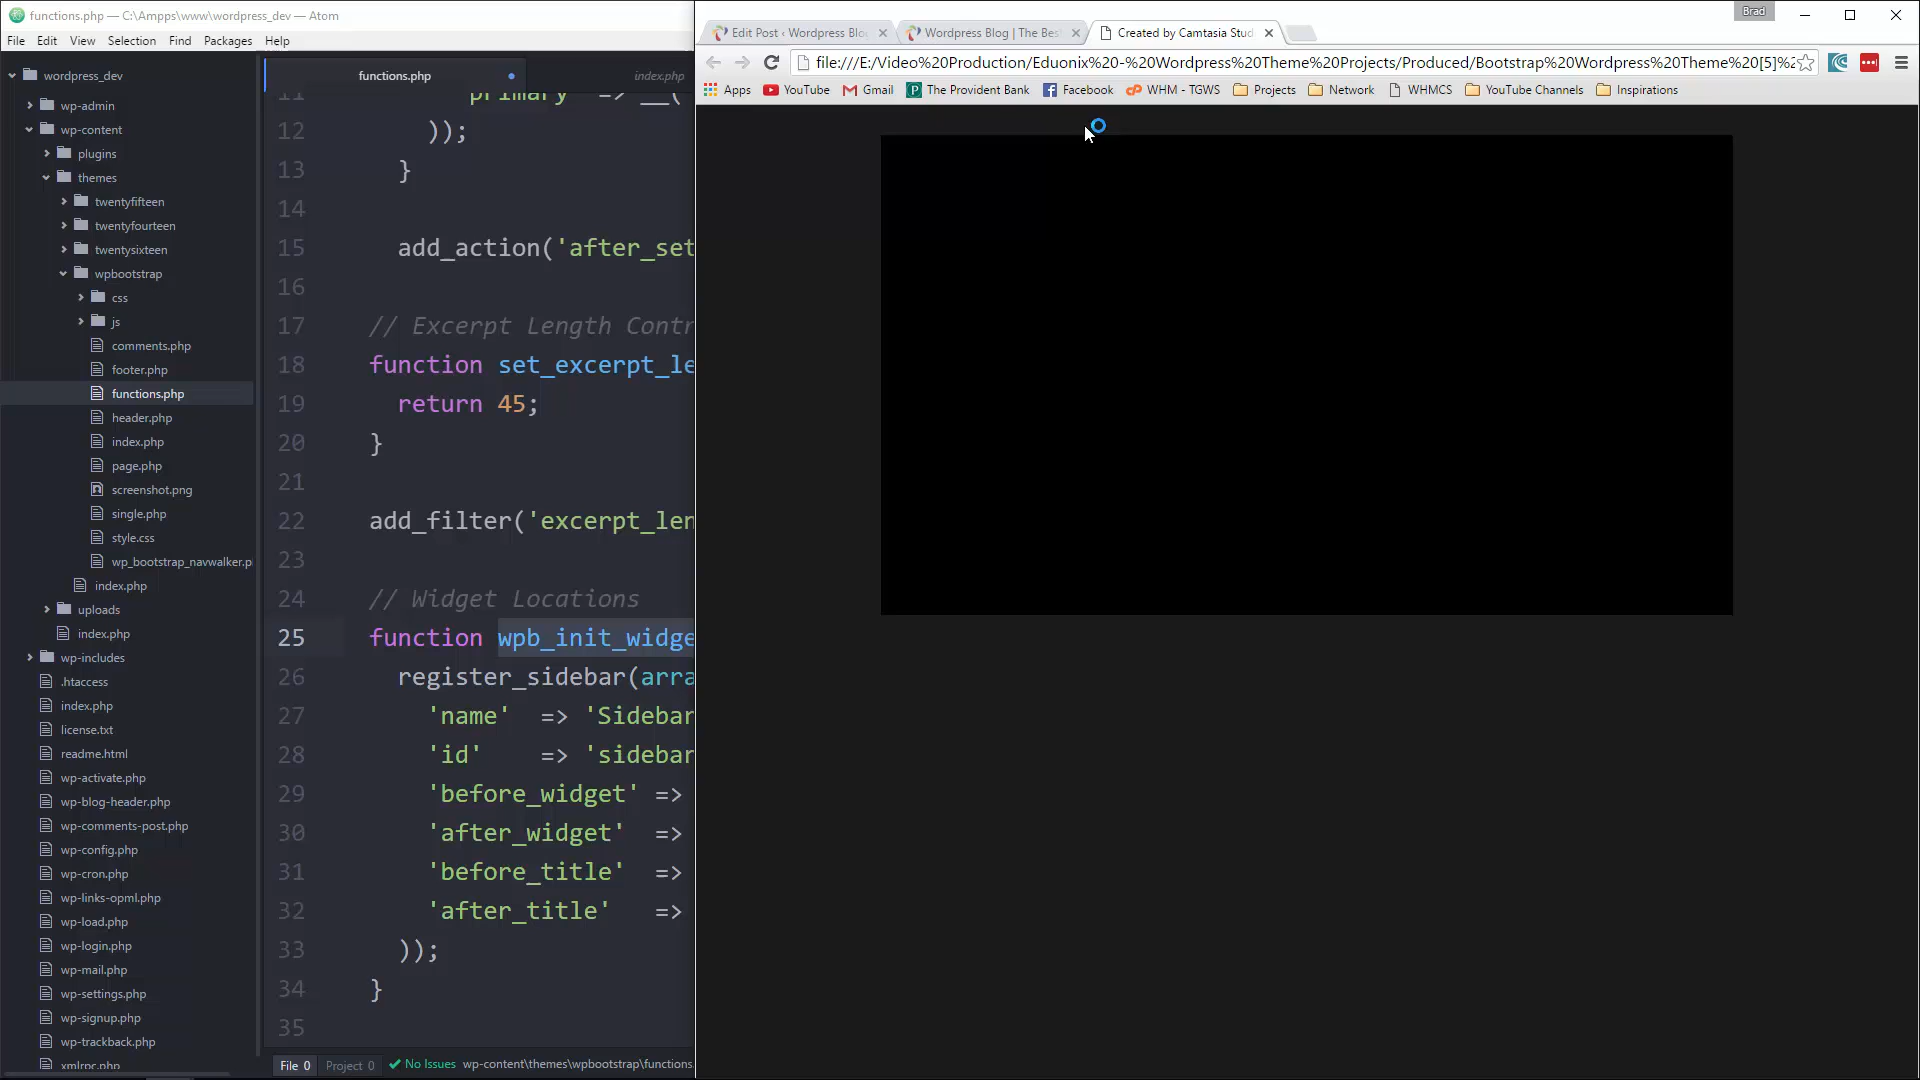 functions.php — C:\Ampps\www\wordpress_dev — Atom
File Edit View Selection Find Packages Help
wordpress_dev
wp-admin
wp-content
plugins
themes
twentyfifteen
twentyfourteen
twentysixteen
wpbootstrap
css
js
comments.php
footer.php
functions.php
header.php
index.php
page.php
screenshot.png
single.php
style.css
wp_bootstrap_navwalker.p
index.php
uploads
index.php
wp-includes
.htaccess
index.php
license.txt
readme.html
wp-activate.php
wp-blog-header.php
wp-comments-post.php
wp-config.php
wp-cron.php
wp-links-opml.php
wp-load.php
wp-login.php
wp-mail.php
wp-settings.php
wp-signup.php
wp-trackback.php
xmlrpc.php
functions.php index.php
11 'primary' => __(
12 ));
13 }
14
15 add_action('after_set
16
17 // Excerpt Length Contr
18 function set_excerpt_le
19 return 45;
20 }
21
22 add_filter('excerpt_len
23
24 // Widget Locations
25 function wpb_init_widge
26 register_sidebar(arra
27 'name' => 'Sidebar
28 'id' => 'sidebar
29 'before_widget' =>
30 'after_widget' =>
31 'before_title' =>
32 'after_title' =>
33 ));
34 }
35
File 0 Project 0 No Issues wp-content\themes\wpbootstrap\functions.
Brad
Edit Post ‹ Wordpress Blo Wordpress Blog | The Bes Created by Camtasia Stud
file:///E:/Video%20Production/Eduonix%20-%20Wordpress%20Theme%20Projects/Produced/Bootstrap%20Wordpress%20Theme%20[5]%2
Apps YouTube Gmail The Provident Bank Facebook WHM - TGWS Projects Network WHMCS YouTube Channels Inspirations